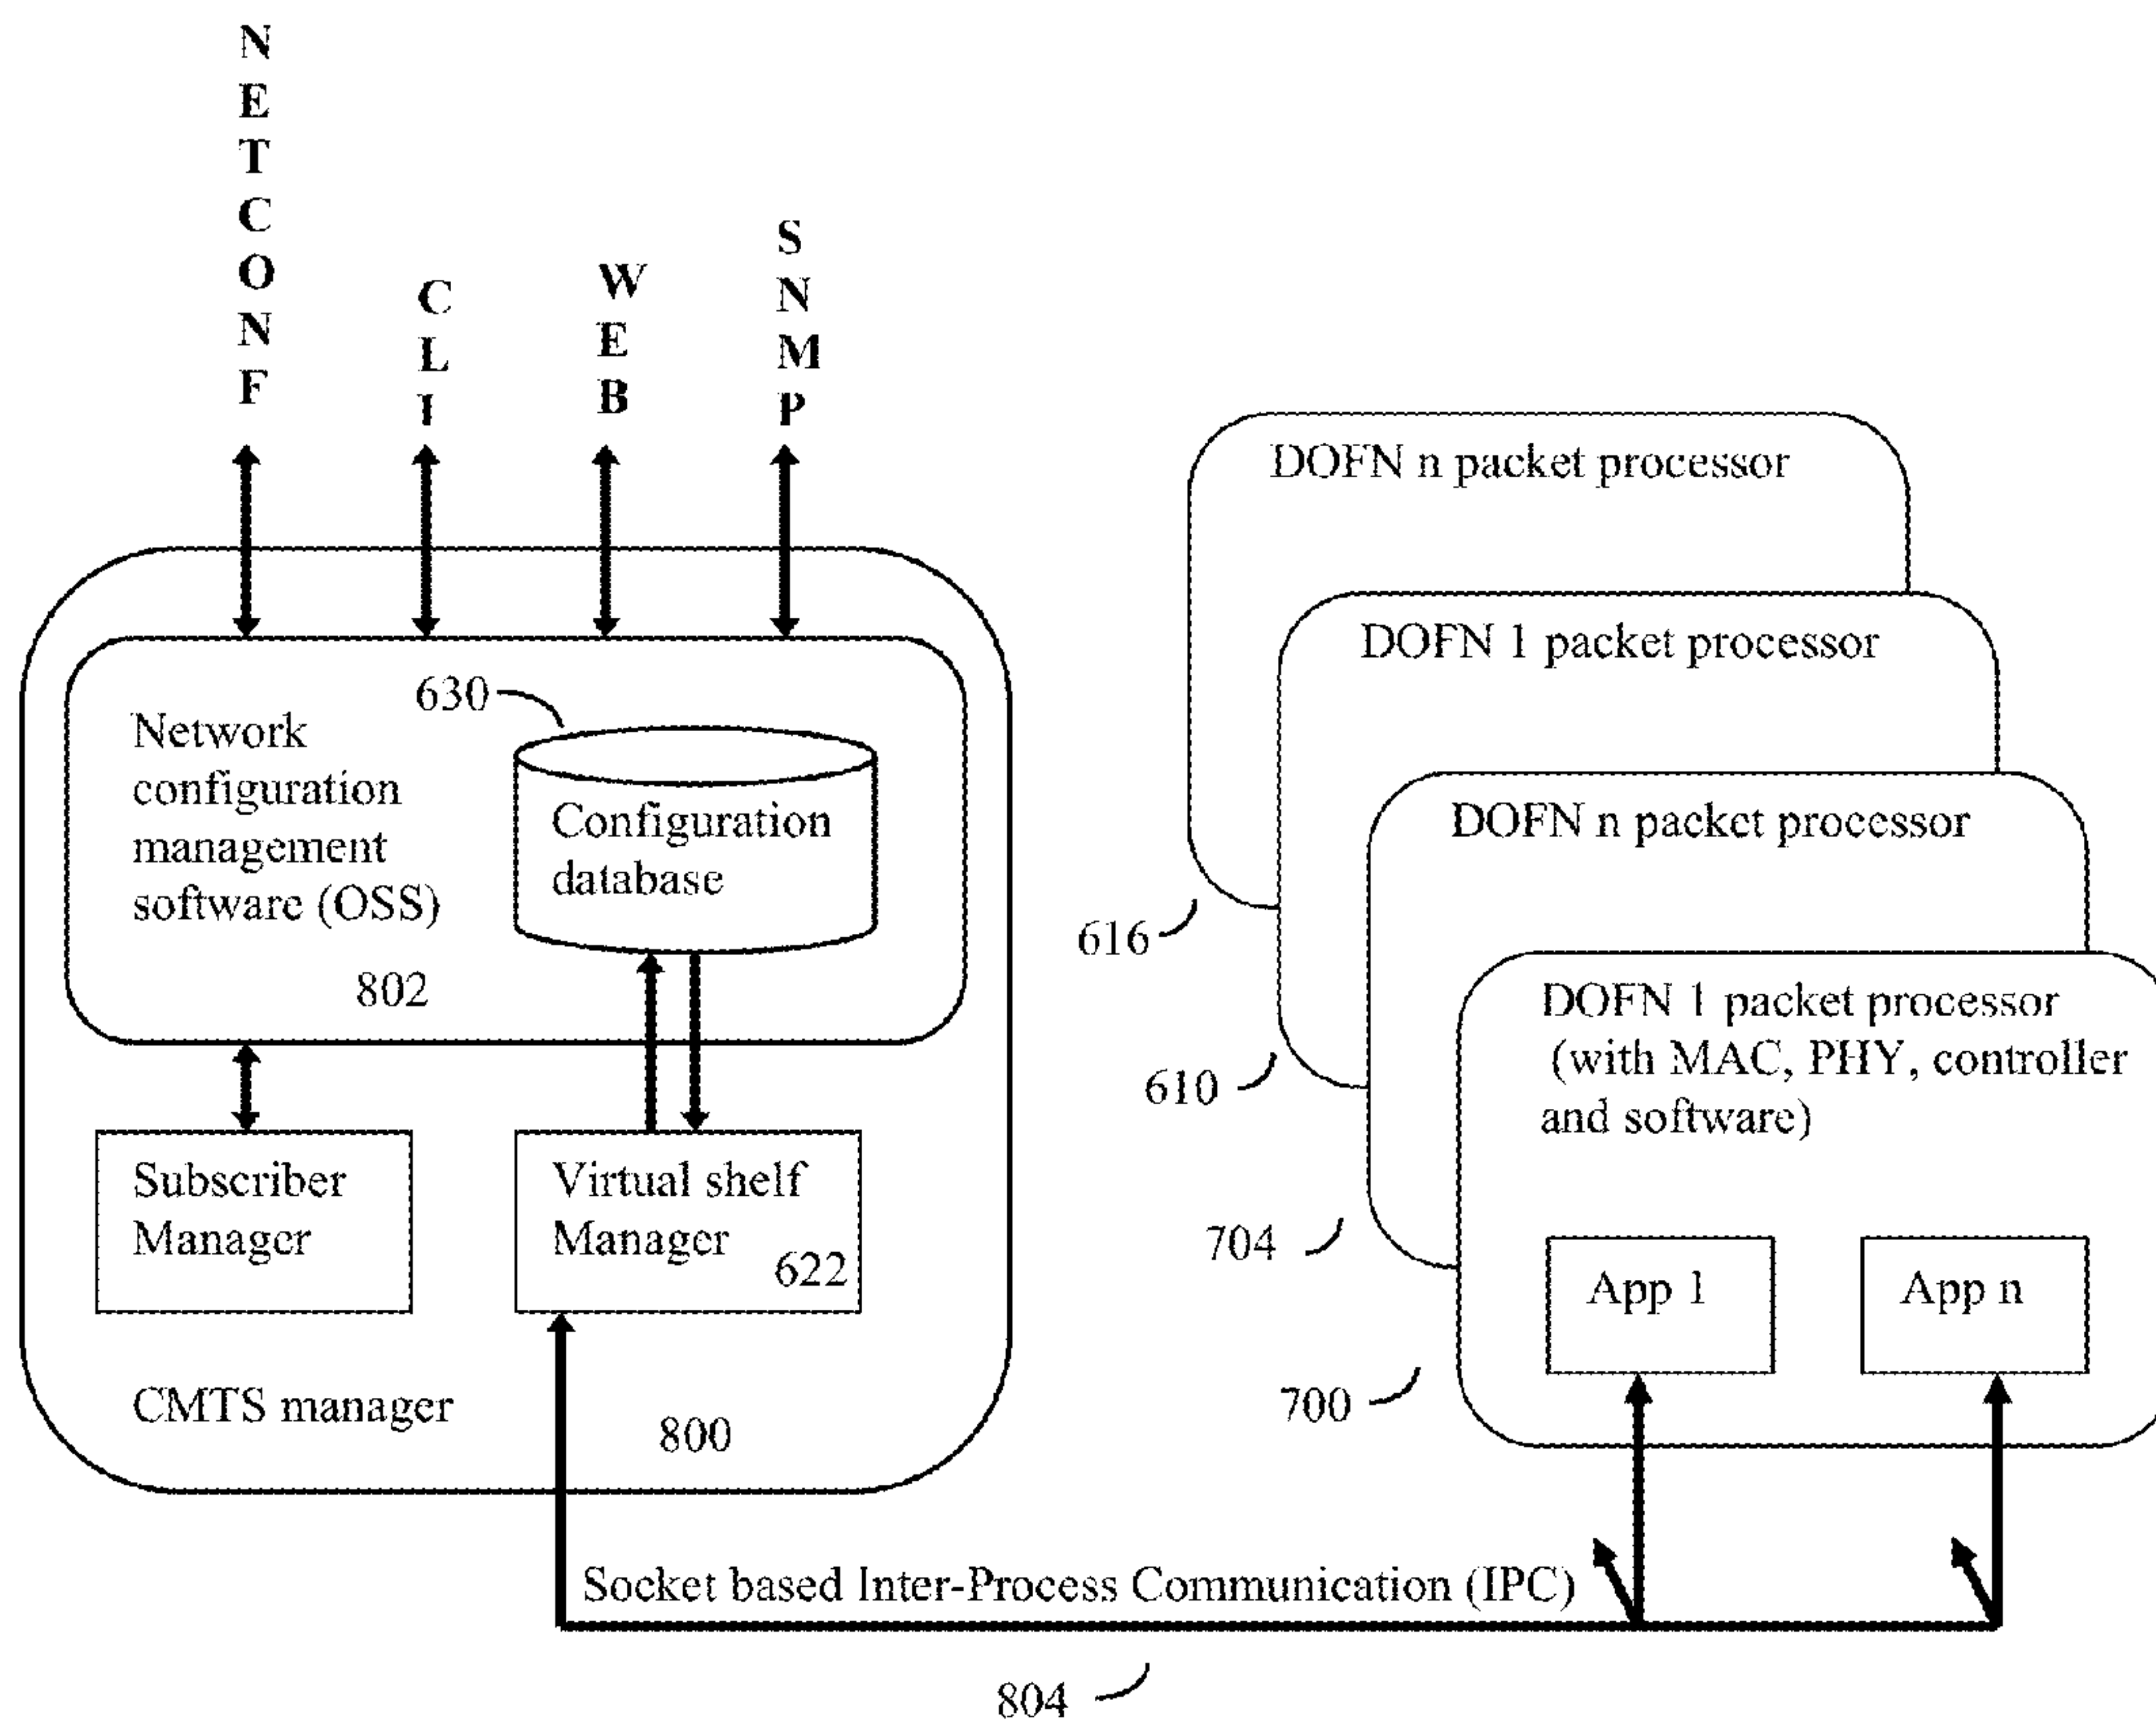 NETCONF
CLI
WEB
SNMP
630
Network
configuration
management
software (OSS)
802
Configuration
database
Subscriber
Manager
Virtual shelf
Manager
622
CMTS manager
800
DOFN n packet processor
616
DOFN 1 packet processor
610
DOFN n packet processor
704
DOFN 1 packet processor
(with MAC, PHY, controller
and software)
App 1
App n
700
Socket based Inter-Process Communication (IPC)
804